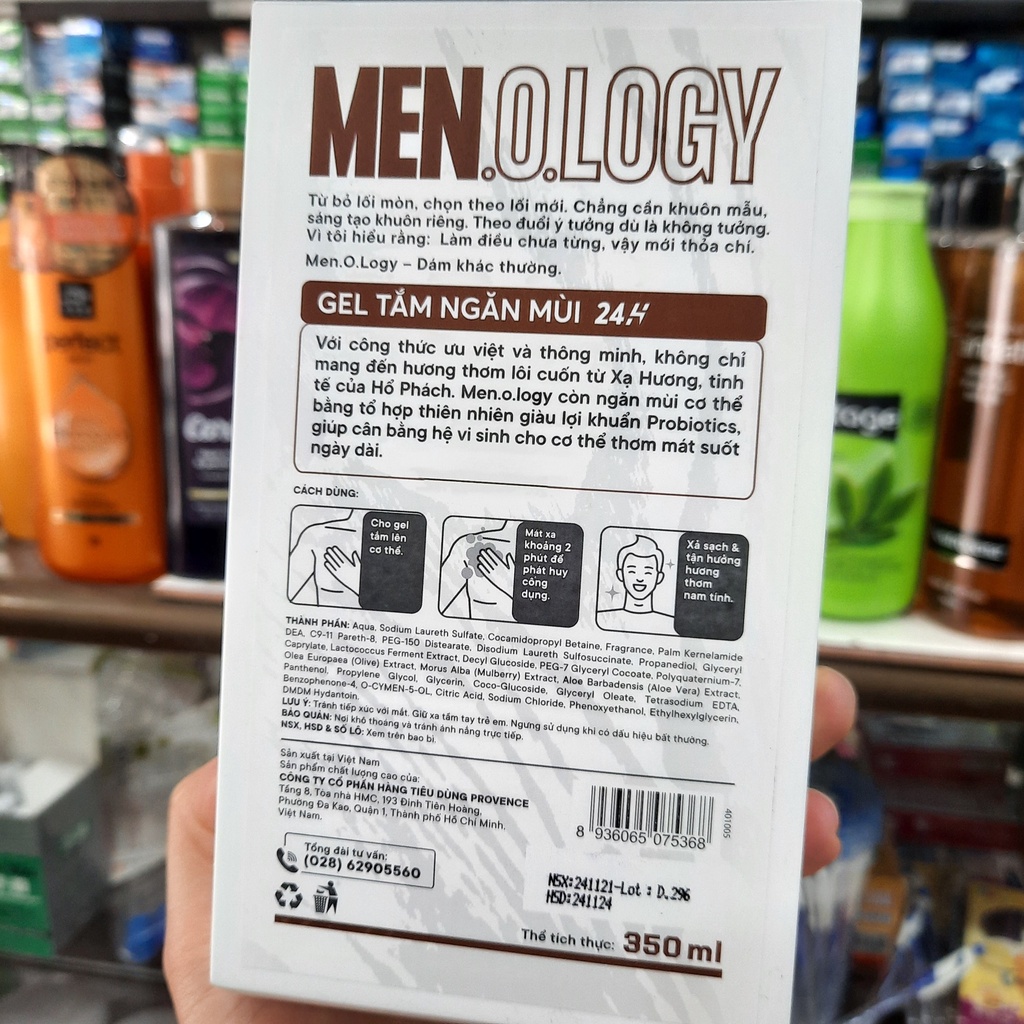 MEN.O.LOGY
Từ bỏ lối mòn, chọn theo lối mới. Chẳng cần khuôn mẫu,
sáng tạo khuôn riêng. Theo đuổi ý tưởng dù là không tưởng.
Vì tôi hiểu rằng: Làm điều chưa từng, vậy mới thỏa chí.
Men.O.Logy – Dám khác thường.
GEL TẮM NGĂN MÙI 24H
Với công thức ưu việt và thông minh, không chỉ
mang đến hương thơm lôi cuốn từ Xạ Hương, tinh
tế của Hổ Phách. Men.o.logy còn ngăn mùi cơ thể
bằng tổ hợp thiên nhiên giàu lợi khuẩn Probiotics,
giúp cân bằng hệ vi sinh cho cơ thể thơm mát suốt
ngày dài.
CÁCH DÙNG:
Cho gel
tắm lên
cơ thể.
Mát xa
khoảng 2
phút để
phát huy
công
dụng.
Xả sạch &
tận hưởng
hương
thơm
nam tính.
THÀNH PHẦN: Aqua, Sodium Laureth Sulfate, Cocamidopropyl Betaine, Fragrance, Palm Kernelamide
DEA, C9-11 Pareth-8, PEG-150 Distearate, Disodium Laureth Sulfosuccinate, Propanediol, Glyceryl
Caprylate, Lactococcus Ferment Extract, Decyl Glucoside, PEG-7 Glyceryl Cocoate, Polyquaternium-7,
Olea Europaea (Olive) Extract, Morus Alba (Mulberry) Extract, Aloe Barbadensis (Aloe Vera) Extract,
Panthenol, Propylene Glycol, Glycerin, Coco-Glucoside, Glyceryl Oleate, Tetrasodium EDTA,
Benzophenone-4, O-CYMEN-5-OL, Citric Acid, Sodium Chloride, Phenoxyethanol, Ethylhexylglycerin,
DMDM Hydantoin.
LƯU Ý: Tránh tiếp xúc với mắt. Giữ xa tầm tay trẻ em. Ngưng sử dụng khi có dấu hiệu bất thường.
BẢO QUẢN: Nơi khô thoáng và tránh ánh nắng trực tiếp.
NSX, HSD & SỐ LÔ: Xem trên bao bì.
Sản xuất tại Việt Nam
Sản phẩm chất lượng cao của:
CÔNG TY CỔ PHẦN HÀNG TIÊU DÙNG PROVENCE
Tầng 8, Tòa nhà HMC, 193 Đinh Tiên Hoàng,
Phường Đa Kao, Quận 1, Thành phố Hồ Chí Minh,
Việt Nam.
8 936065 075368
401005
Tổng đài tư vấn:
(028) 62905560
NSX:241121-Lot : D.296
HSD:241124
Thể tích thực: 350 ml
perfect